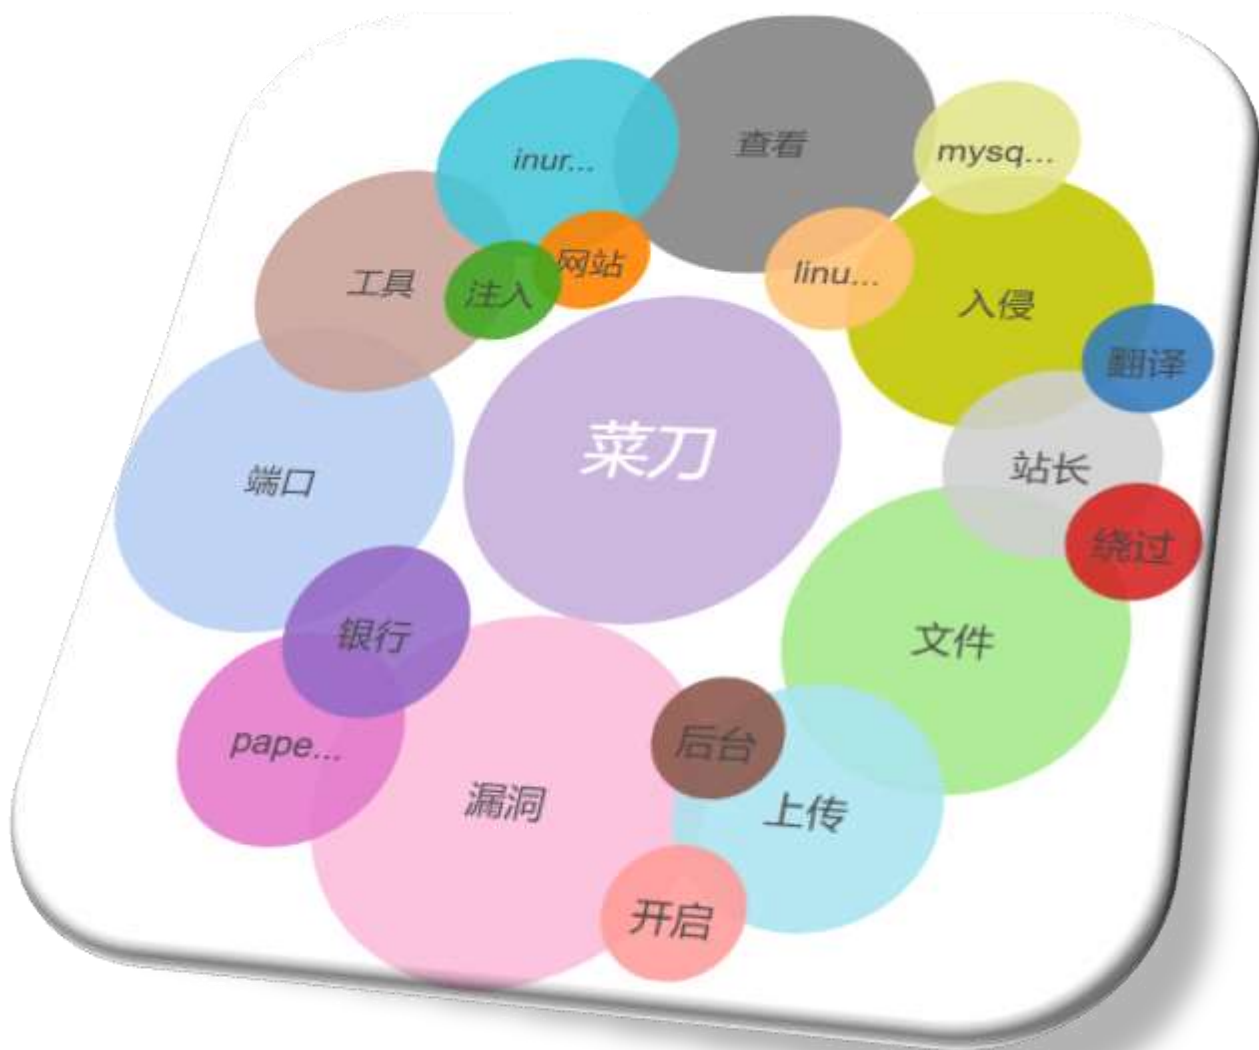 查看
mysq...
inur...
网站
linu...
工具
注入
入侵
翻译
菜刀
站长
端口
绕过
银行
文件
pape...
后台
漏洞
上传
开启